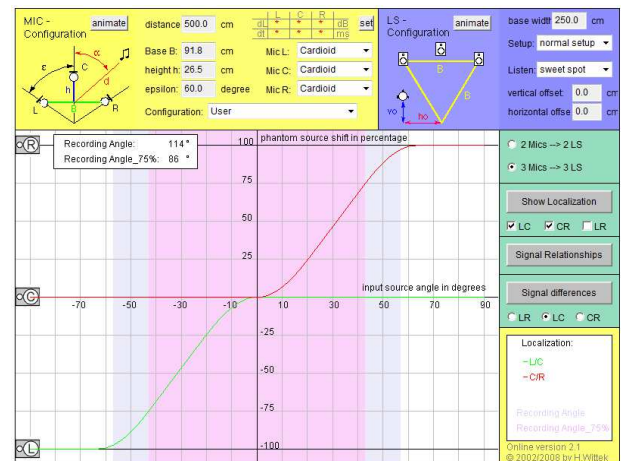 MIC -
Configuration
animate
distance 500.0 cm
L C R
dL * * * dB set
dt * * * ms
Base B: 91.8 cm
Mic L: Cardioid
height h: 26.5 cm
Mic C: Cardioid
epsilon: 60.0 degree
Mic R: Cardioid
Configuration: User
ε α C d h L B R
LS -
Configuration
animate
B
B B
vo ho
base width 250.0 cm
Setup: normal setup
Listen: sweet spot
vertical offset: 0.0 cm
horizontal offse 0.0 cm
R
Recording Angle: 114 °
Recording Angle_75%: 86 °
100 phantom source shift in percentage
75
50
25
input source angle in degrees
C
-70 -50 -30 -10 10 30 50 70 90
-25
-50
-75
-100
L
2 Mics --> 2 LS
3 Mics --> 3 LS
Show Localization
LC CR LR
Signal Relationships
Signal differences
LR LC CR
Localization:
- L/C
- C/R
Recording Angle
Recording Angle_75%
Online version 2.1
© 2002/2008 by H.Wittek